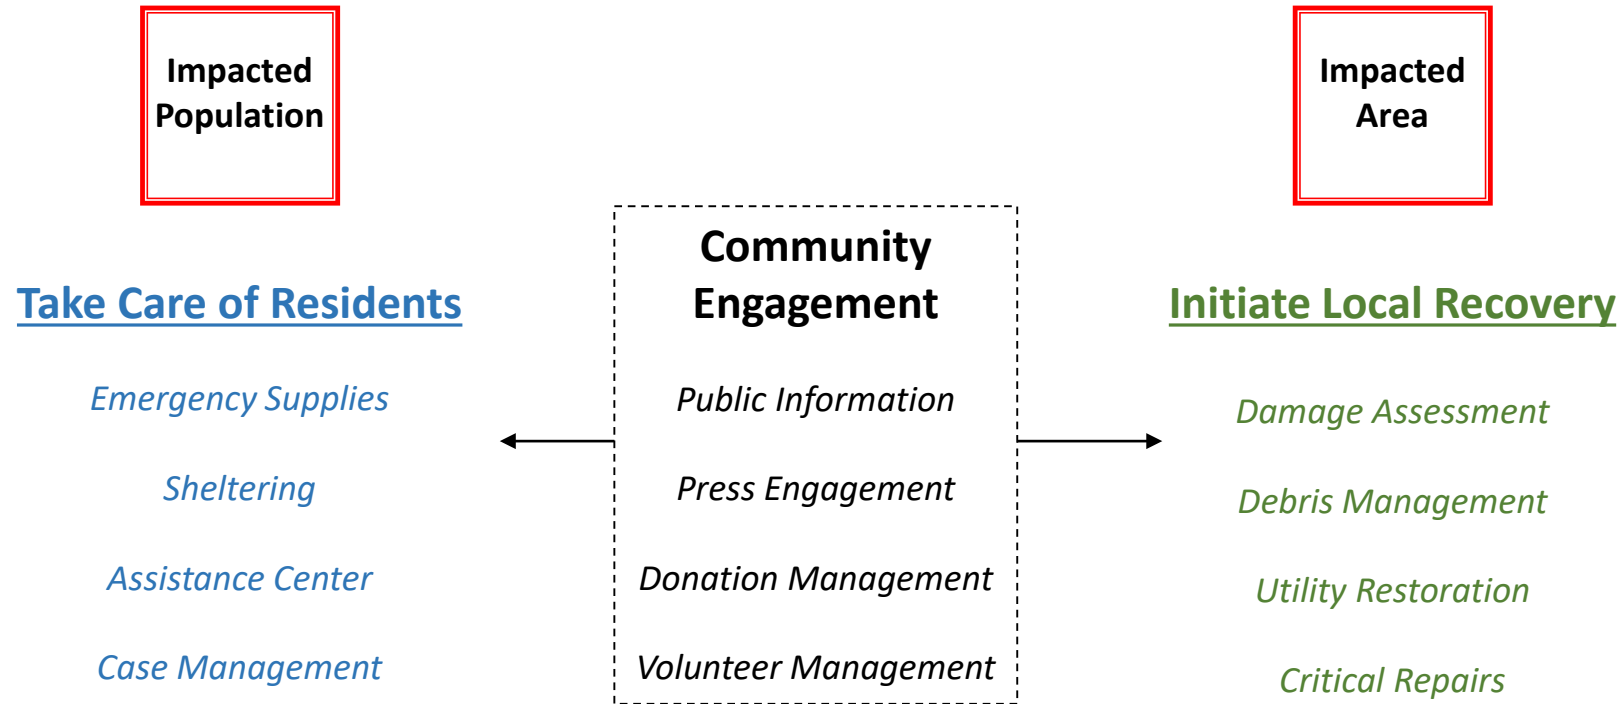 Impacted
Population
Take Care of Residents
Emergency Supplies
Sheltering
Assistance Center
Case Management
Community
Engagement
Public Information
Press Engagement
Donation Management
Volunteer Management
Impacted
Area
Initiate Local Recovery
Damage Assessment
Debris Management
Utility Restoration
Critical Repairs